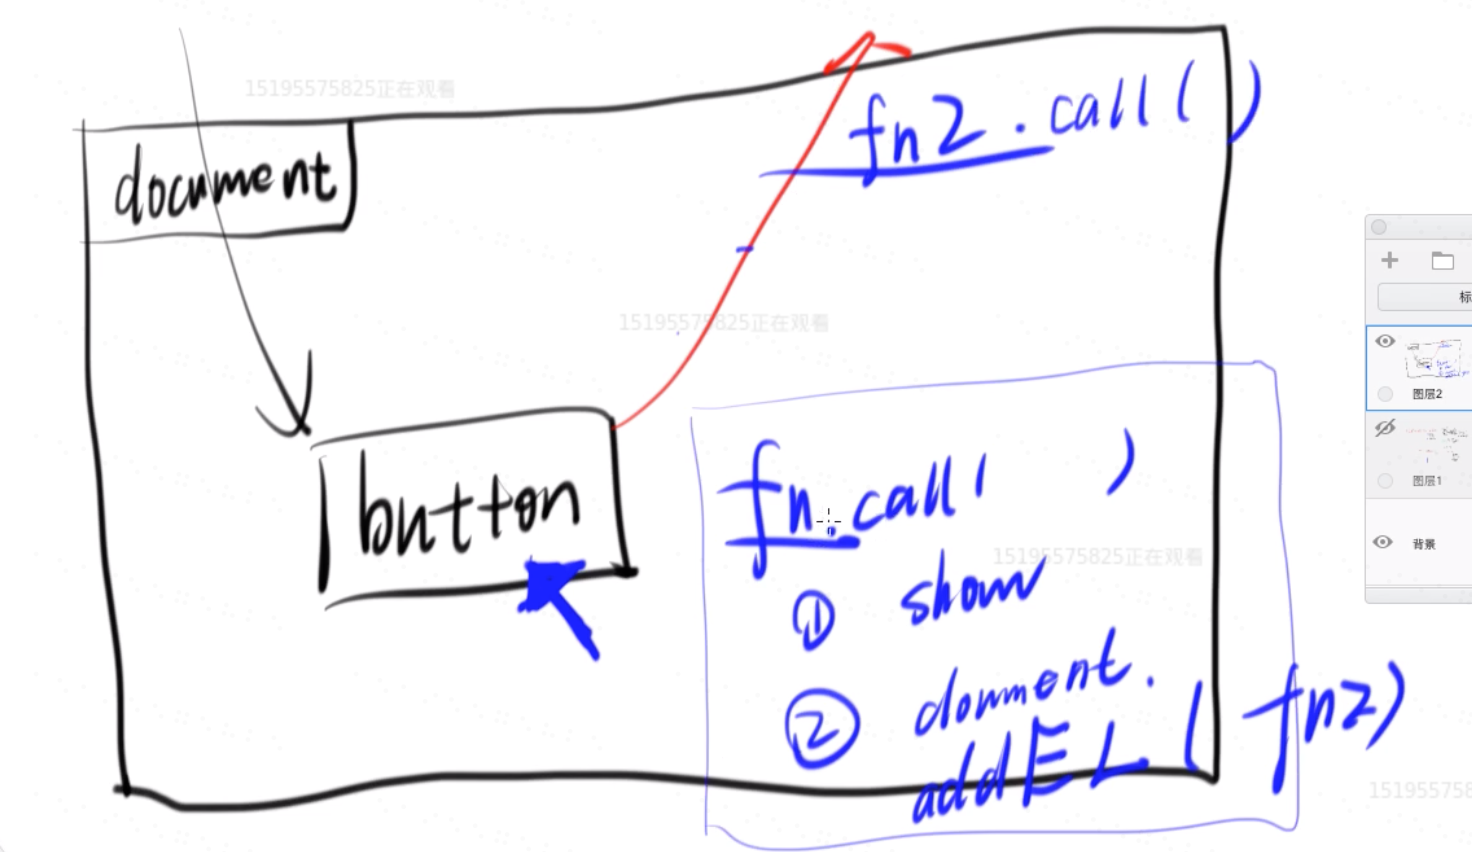 15195575825正在观看
fn2.call( )
document
15195575825正在观看
标
图层2
button
fn.call( )
图层1
15195575825正在观看
背景
① show
② document.
addEL( fn2)
1519557582